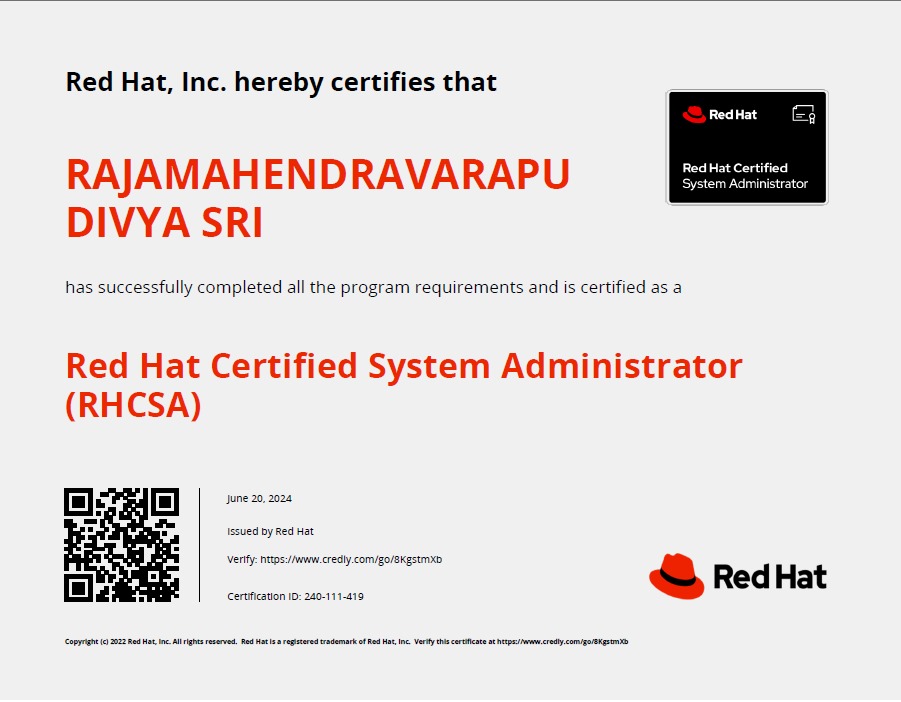 Red Hat, Inc. hereby certifies that
Red Hat
Red Hat Certified
System Administrator
RAJAMAHENDRAVARAPU
DIVYA SRI
has successfully completed all the program requirements and is certified as a
Red Hat Certified System Administrator
(RHCSA)
June 20, 2024
Issued by Red Hat
Verify: https://www.credly.com/go/8KgstmXb
Certification ID: 240-111-419
Red Hat
Copyright (c) 2022 Red Hat, Inc. All rights reserved. Red Hat is a registered trademark of Red Hat, Inc. Verify this certificate at https://www.credly.com/go/8KgstmXb